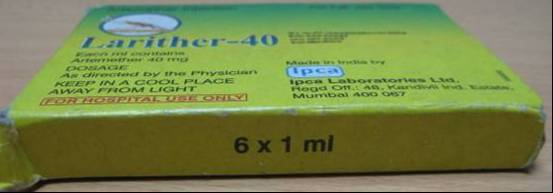 Larither-40
Each ml contains
Artemether 40 mg
DOSAGE
As directed by the Physician
KEEP IN A COOL PLACE
AWAY FROM LIGHT
FOR HOSPITAL USE ONLY
Made in India by
ipca
Ipca Laboratories Ltd.
Regd Off.: 48, Kandivli Ind. Estate,
Mumbai 400 067
6 x 1 ml